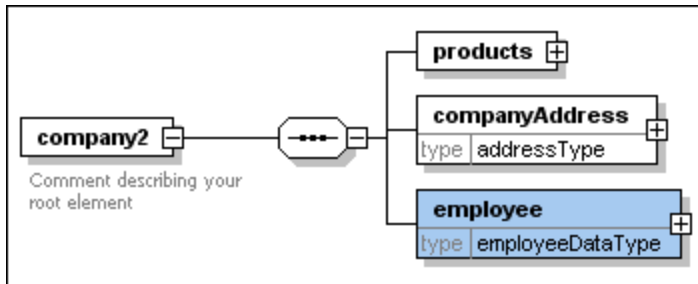 products
company2
Comment describing your
root element
companyAddress
type addressType
employee
type employeeDataType